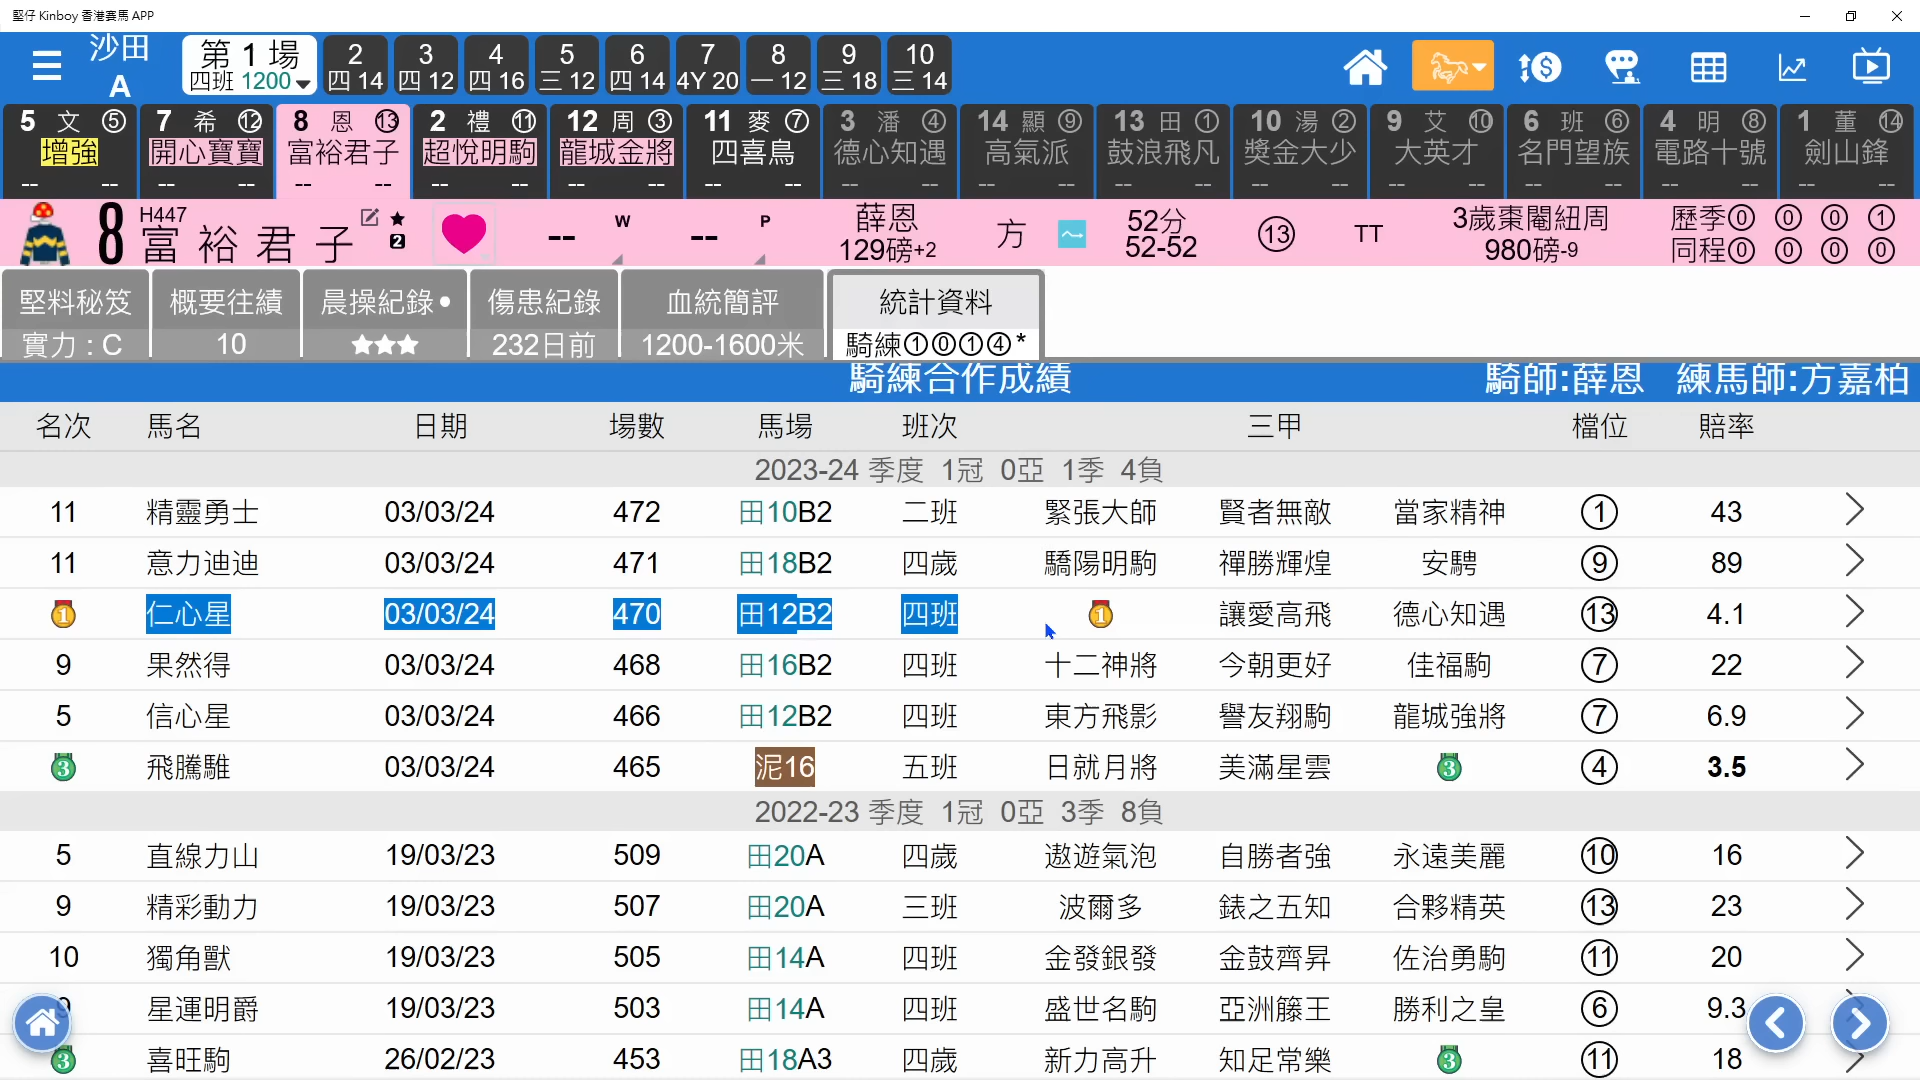 堅仔 Kinboy 香港賽馬 APP
沙田 A
第 1 場 四班 1200
2 四 14
3 四 12
4 四 16
5 三 12
6 四 14
7 4Y 20
8 一 12
9 三 18
10 三 14
5 文 ⑤ 增強 -- --
7 希 ⑫ 開心寶寶 -- --
8 恩 ⑬ 富裕君子 -- --
2 禮 ⑪ 超悅明駒 -- --
12 周 ③ 龍城金將 -- --
11 麥 ⑦ 四喜鳥 -- --
3 潘 ④ 德心知遇 -- --
14 顯 ⑨ 高氣派 -- --
13 田 ① 鼓浪飛凡 -- --
10 湯 ② 獎金大少 -- --
9 艾 ⑩ 大英才 -- --
6 班 ⑥ 名門望族 -- --
4 明 ⑧ 電路十號 -- --
1 董 ⑭ 劍山鋒 -- --
8 H447 富裕君子 ★ 2 -- W -- P 薛恩 129磅+2 方 52分 52-52 ⑬ TT 3歲棗閹紐周 980磅-9
歷季⓪ ⓪ ⓪ ①
同程⓪ ⓪ ⓪ ⓪
堅料秘笈 實力 : C
概要往績 10
晨操紀錄● ★★★
傷患紀錄 232日前
血統簡評 1200-1600米
統計資料 騎練①⓪①④*
騎練合作成績 騎師:薛恩 練馬師:方嘉柏
名次 馬名 日期 場數 馬場 班次 三甲 檔位 賠率
2023-24 季度 1冠 0亞 1季 4負
11 精靈勇士 03/03/24 472 田10B2 二班 緊張大師 賢者無敵 當家精神 ① 43
11 意力迪迪 03/03/24 471 田18B2 四歲 驕陽明駒 禪勝輝煌 安騁 ⑨ 89
1 仁心星 03/03/24 470 田12B2 四班 1 讓愛高飛 德心知遇 ⑬ 4.1
9 果然得 03/03/24 468 田16B2 四班 十二神將 今朝更好 佳福駒 ⑦ 22
5 信心星 03/03/24 466 田12B2 四班 東方飛影 譽友翔駒 龍城強將 ⑦ 6.9
3 飛騰騅 03/03/24 465 泥16 五班 日就月將 美滿星雲 3 ④ 3.5
2022-23 季度 1冠 0亞 3季 8負
5 直線力山 19/03/23 509 田20A 四歲 遨遊氣泡 自勝者強 永遠美麗 ⑩ 16
9 精彩動力 19/03/23 507 田20A 三班 波爾多 錶之五知 合夥精英 ⑬ 23
10 獨角獸 19/03/23 505 田14A 四班 金發銀發 金鼓齊昇 佐治勇駒 ⑪ 20
9 星運明爵 19/03/23 503 田14A 四班 盛世名駒 亞洲籐王 勝利之皇 ⑥ 9.3
3 喜旺駒 26/02/23 453 田18A3 四歲 新力高升 知足常樂 3 ⑪ 18